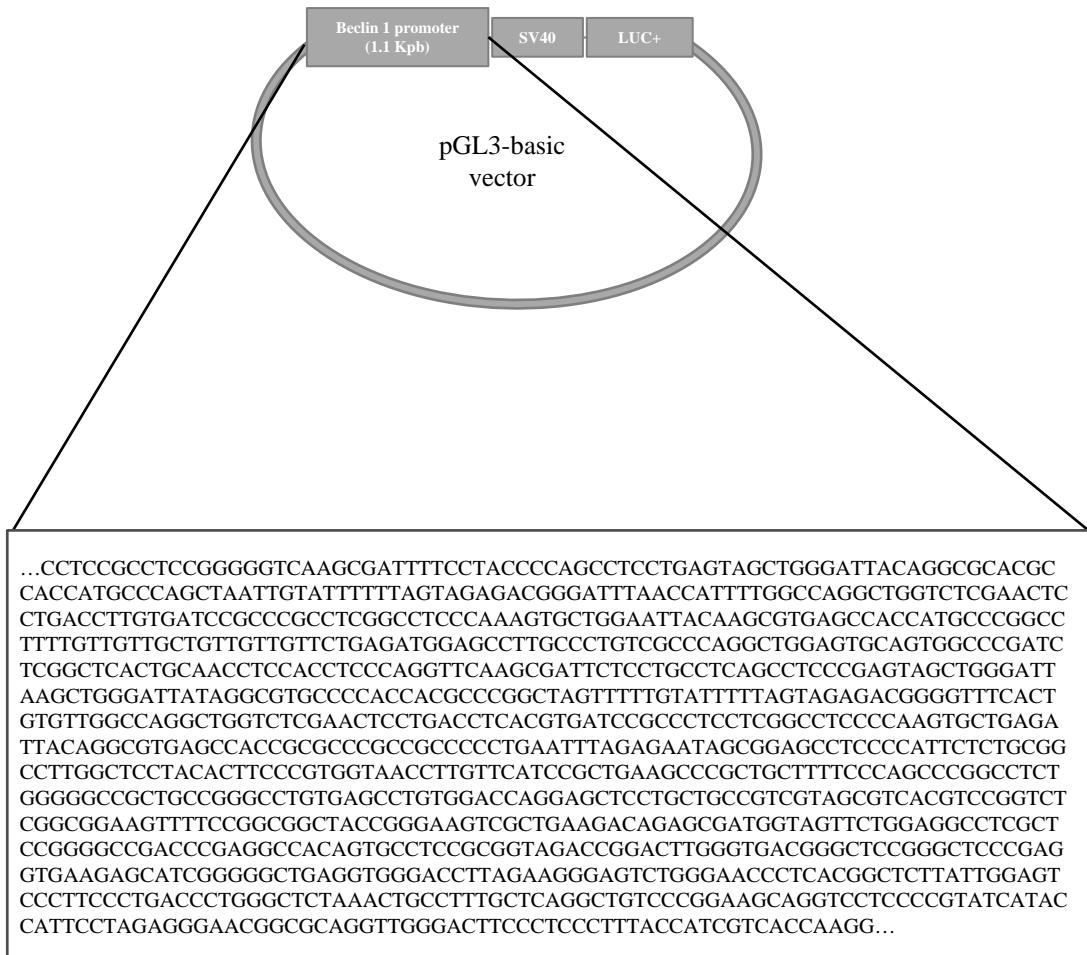 Beclin 1 promoter
(1.1 Kpb)
SV40
LUC+
pGL3-basic
vector
…CCTCCGCCTCCGGGGGTCAAGCGATTTTCCTACCCCAGCCTCCTGAGTAGCTGGGATTACAGGCGCACGC
CACCATGCCCAGCTAATTGTATTTTTTAGTAGAGACGGGATTTAACCATTTTGGCCAGGCTGGTCTCGAACTC
CTGACCTTGTGATCCGCCCGCCTCGGCCTCCCAAAGTGCTGGAATTACAAGCGTGAGCCACCATGCCCGGCC
TTTTGTTGTTGCTGTTGTTGTTCTGAGATGGAGCCTTGCCCTGTCGCCCAGGCTGGAGTGCAGTGGCCCGATC
TCGGCTCACTGCAACCTCCACCTCCCAGGTTCAAGCGATTCTCCTGCCTCAGCCTCCCGAGTAGCTGGGATT
AAGCTGGGATTATAGGCGTGCCCCACCACGCCCGGCTAGTTTTTGTATTTTTAGTAGAGACGGGGTTTCACT
GTGTTGGCCAGGCTGGTCTCGAACTCCTGACCTCACGTGATCCGCCCTCCTCGGCCTCCCCAAGTGCTGAGA
TTACAGGCGTGAGCCACCGCGCCCGCCGCCCCCTGAATTTAGAGAATAGCGGAGCCTCCCCATTCTCTGCGG
CCTTGGCTCCTACACTTCCCGTGGTAACCTTGTTCATCCGCTGAAGCCCGCTGCTTTTCCCAGCCCGGCCTCT
GGGGGCCGCTGCCGGGCCTGTGAGCCTGTGGACCAGGAGCTCCTGCTGCCGTCGTAGCGTCACGTCCGGTCT
CGGCGGAAGTTTTCCGGCGGCTACCGGGAAGTCGCTGAAGACAGAGCGATGGTAGTTCTGGAGGCCTCGCT
CCGGGGCCGACCCGAGGCCACAGTGCCTCCGCGGTAGACCGGACTTGGGTGACGGGCTCCGGGCTCCCGAG
GTGAAGAGCATCGGGGGCTGAGGTGGGACCTTAGAAGGGAGTCTGGGAACCCTCACGGCTCTTATTGGAGT
CCCTTCCCTGACCCTGGGCTCTAAACTGCCTTTGCTCAGGCTGTCCCGGAAGCAGGTCCTCCCCGTATCATAC
CATTCCTAGAGGGAACGGCGCAGGTTGGGACTTCCCTCCCTTTACCATCGTCACCAAGG…